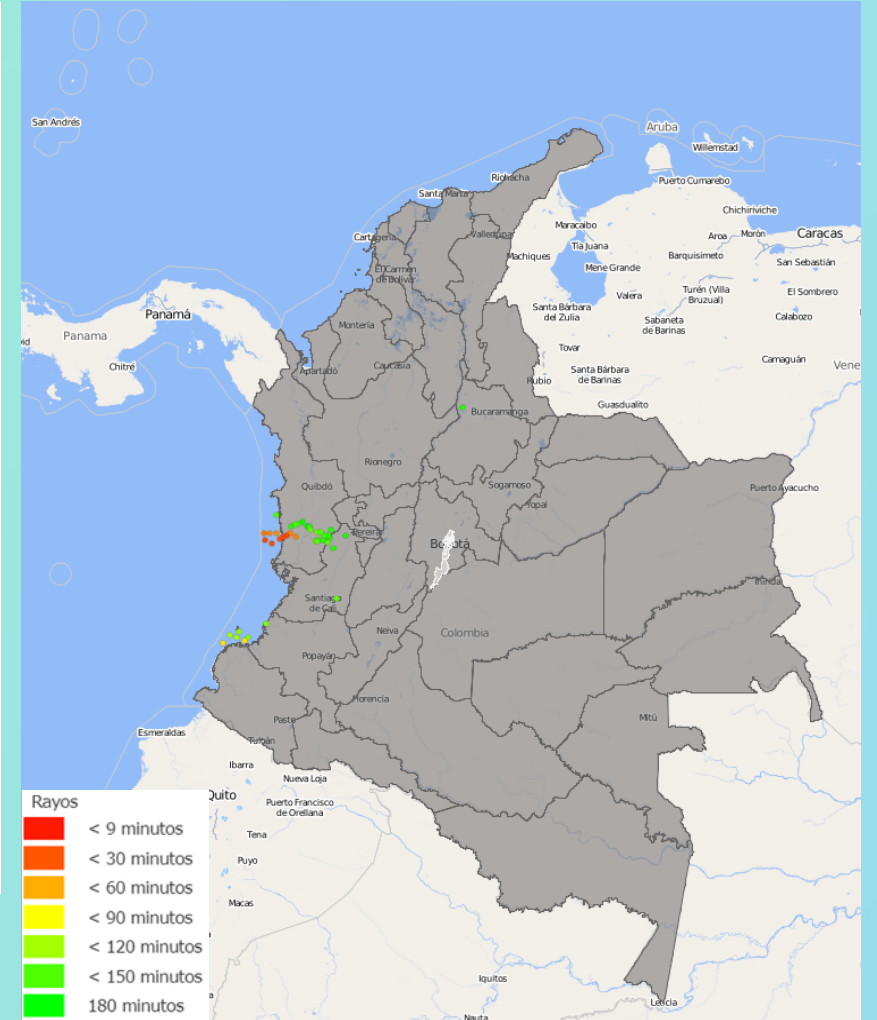 San Andrés
Aruba
Willemstad
Puerto Cumarebo
Riohacha
Santa Marta
Chichiriviche
Maracaibo
Aroa
Morón
Caracas
Cartagena
Valledupar
Tía Juana
Machiques
Barquisimeto
San Sebastián
El Carmen
de Bolívar
Mene Grande
Valera
Turén (Villa
Bruzual)
El Sombrero
Panamá
Santa Bárbara
del Zulia
Sabaneta
de Barinas
Calabozo
Montería
Panama
Tovar
Camaguán
Chitré
Apartadó
Caucasia
Santa Bárbara
de Barinas
Vene
Rubio
Guasdualito
Bucaramanga
Rionegro
Quibdó
Sogamoso
Puerto Ayacucho
Yopal
Pereira
Bogotá
Inírida
Santiago
de Cali
Neiva
Colombia
Popayán
Florencia
Pasto
Mitú
Esmeraldas
Tulcán
Ibarra
Nueva Loja
Quito
Puerto Francisco
de Orellana
Tena
Puyo
Macas
Iquitos
Nauta
Leticia
Rayos
< 9 minutos
< 30 minutos
< 60 minutos
< 90 minutos
< 120 minutos
< 150 minutos
180 minutos